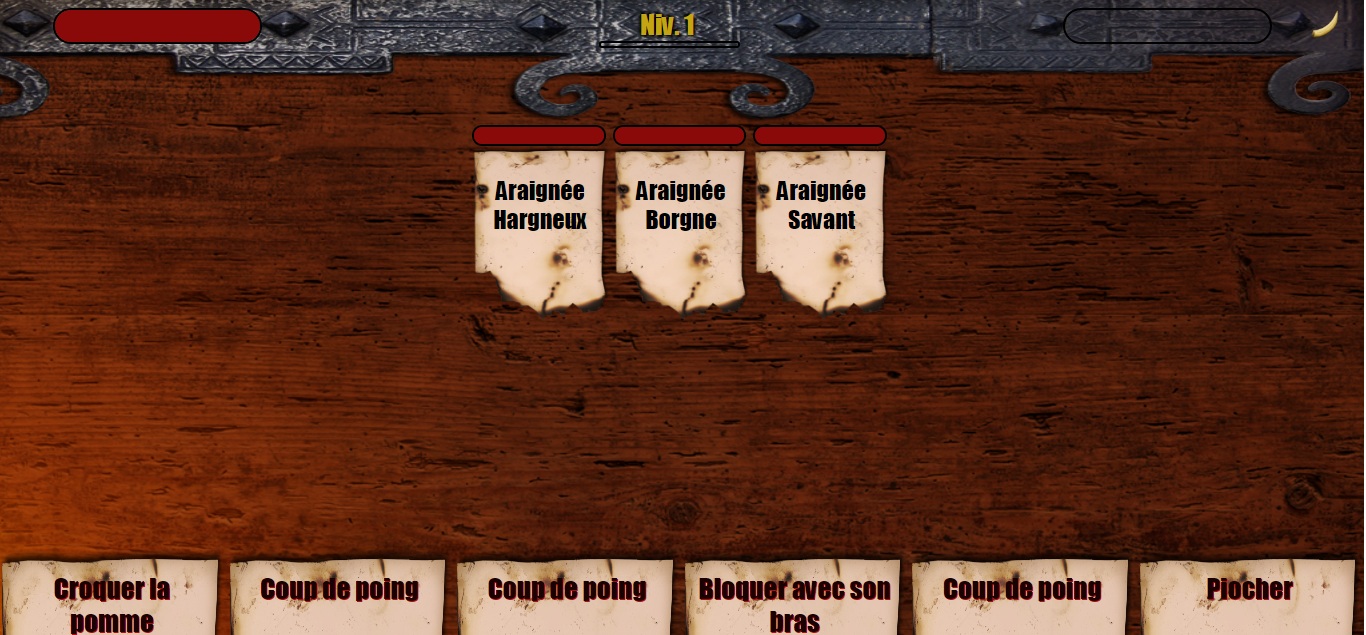 Niv. 1
Araignée
Hargneux
Araignée
Borgne
Araignée
Savant
Croquer la
pomme
Coup de poing
Coup de poing
Bloquer avec son
bras
Coup de poing
Piocher